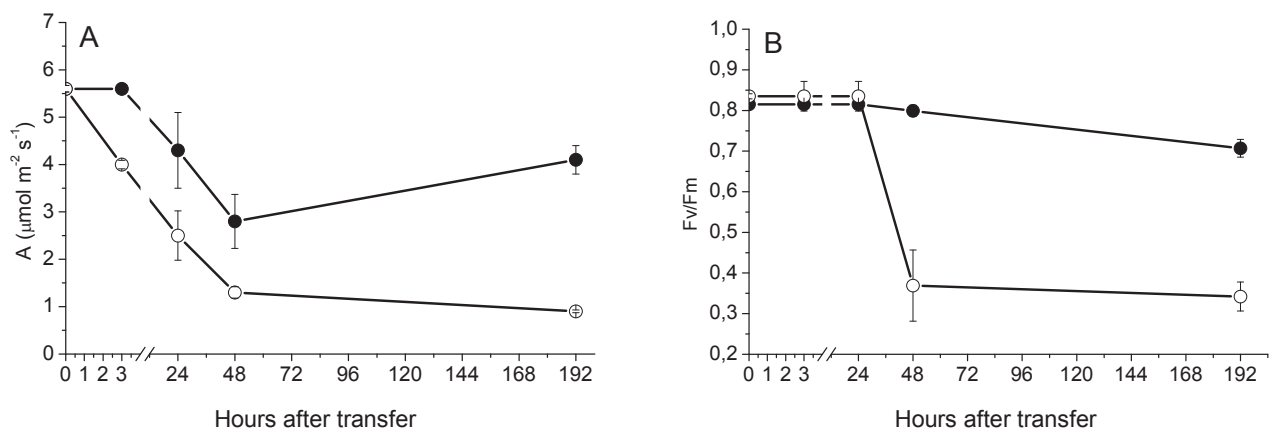 A
A (μmol m-2 s-1)
7
6
5
4
3
2
1
0
0 1 2 3 24 48 72 96 120 144 168 192
Hours after transfer
B
Fv/Fm
1,0
0,9
0,8
0,7
0,6
0,5
0,4
0,3
0,2
0 1 2 3 24 48 72 96 120 144 168 192
Hours after transfer